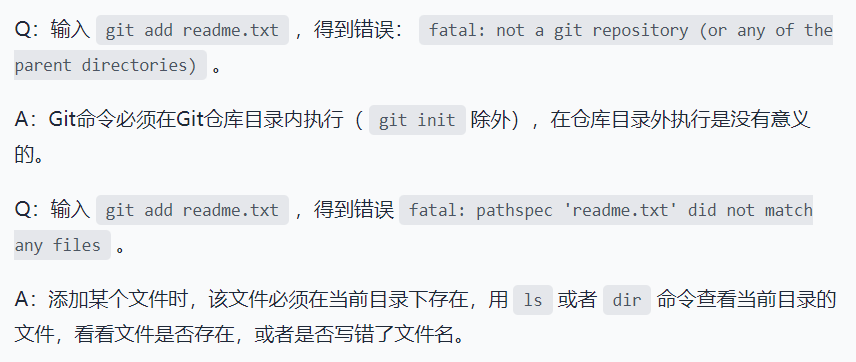 Q：输入 git add readme.txt ，得到错误： fatal: not a git repository (or any of the
parent directories) 。
A：Git命令必须在Git仓库目录内执行（ git init 除外），在仓库目录外执行是没有意义
的。
Q：输入 git add readme.txt ，得到错误 fatal: pathspec 'readme.txt' did not match
any files 。
A：添加某个文件时，该文件必须在当前目录下存在，用 ls 或者 dir 命令查看当前目录的
文件，看看文件是否存在，或者是否写错了文件名。